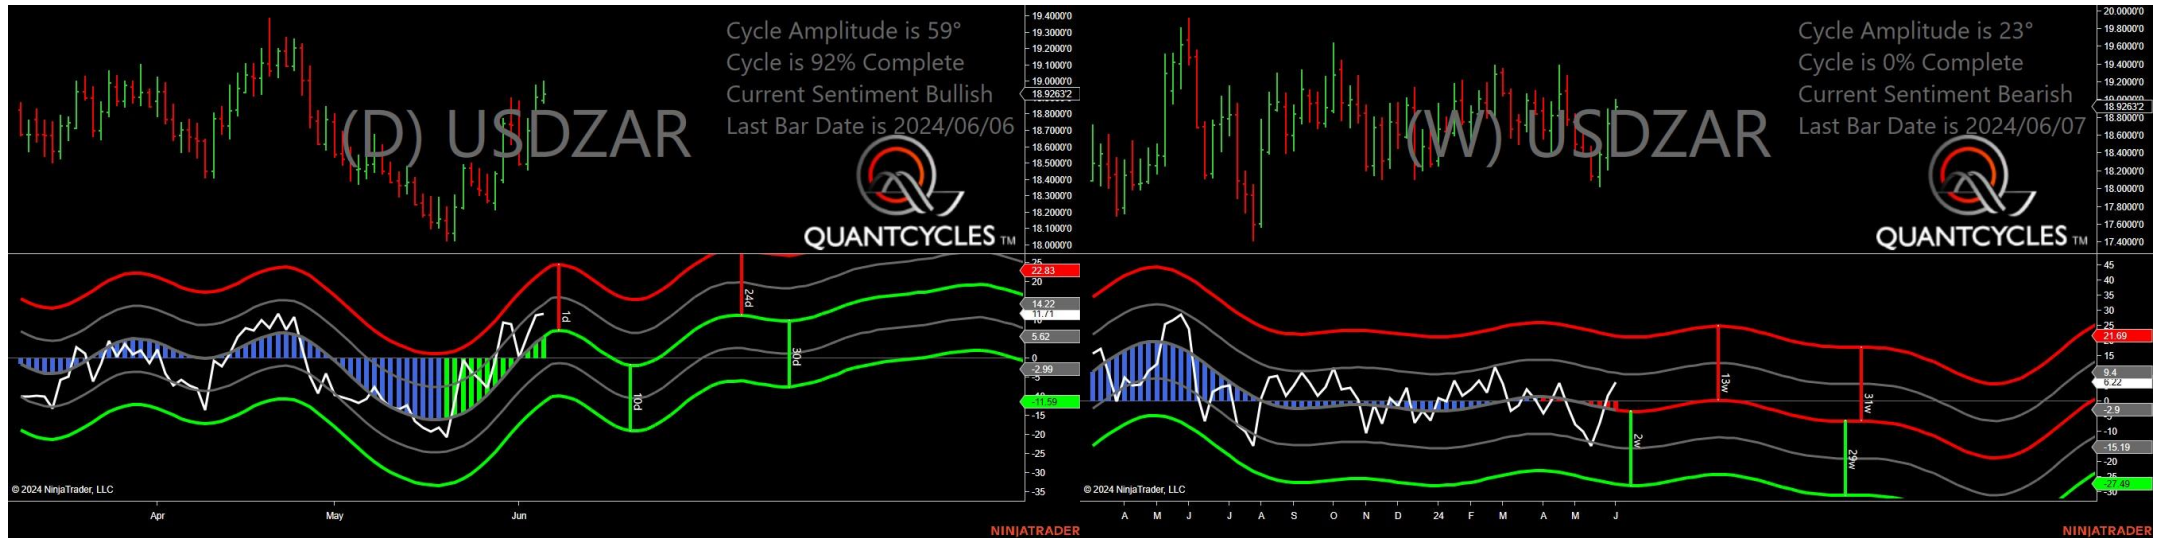 Cycle Amplitude is 59°
Cycle is 92% Complete
Current Sentiment Bullish
Last Bar Date is 2024/06/06
(D) USDZAR
QUANTCYCLES TM
19.4000'0
19.3000'0
19.2000'0
19.1000'0
19.0000'0
18.9263'2
18.8000'0
18.7000'0
18.6000'0
18.5000'0
18.4000'0
18.3000'0
18.2000'0
18.1000'0
18.0000'0
25
22.83
20
14.22
11.71
10
5.62
0
-2.99
-5
-11.59
-15
-20
-25
-30
-35
1d
10d
24d
30d
© 2024 NinjaTrader, LLC
Apr
May
Jun
NINJATRADER
Cycle Amplitude is 23°
Cycle is 0% Complete
Current Sentiment Bearish
Last Bar Date is 2024/06/07
(W) USDZAR
QUANTCYCLES TM
20.0000'0
19.8000'0
19.6000'0
19.4000'0
19.2000'0
19.0000'0
18.9263'2
18.8000'0
18.6000'0
18.4000'0
18.2000'0
18.0000'0
17.8000'0
17.6000'0
17.4000'0
45
40
35
30
25
21.69
20
15
9.4
6.22
0
-2.9
-10
-15.19
-20
-27.49
-30
2w
13w
29w
31w
© 2024 NinjaTrader, LLC
A
M
J
J
A
S
O
N
D
24
F
M
A
M
J
NINJATRADER